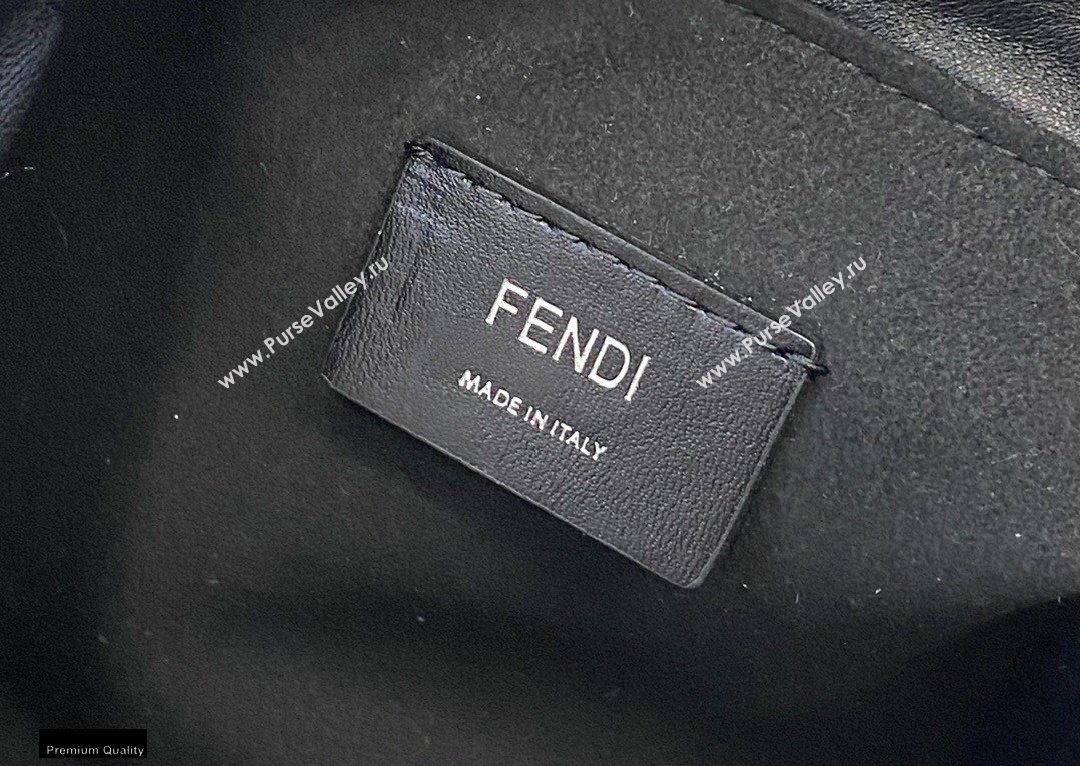 www.PurseValley.ru
www.PurseValley.ru
FENDI
MADE IN ITALY
Premium Quality